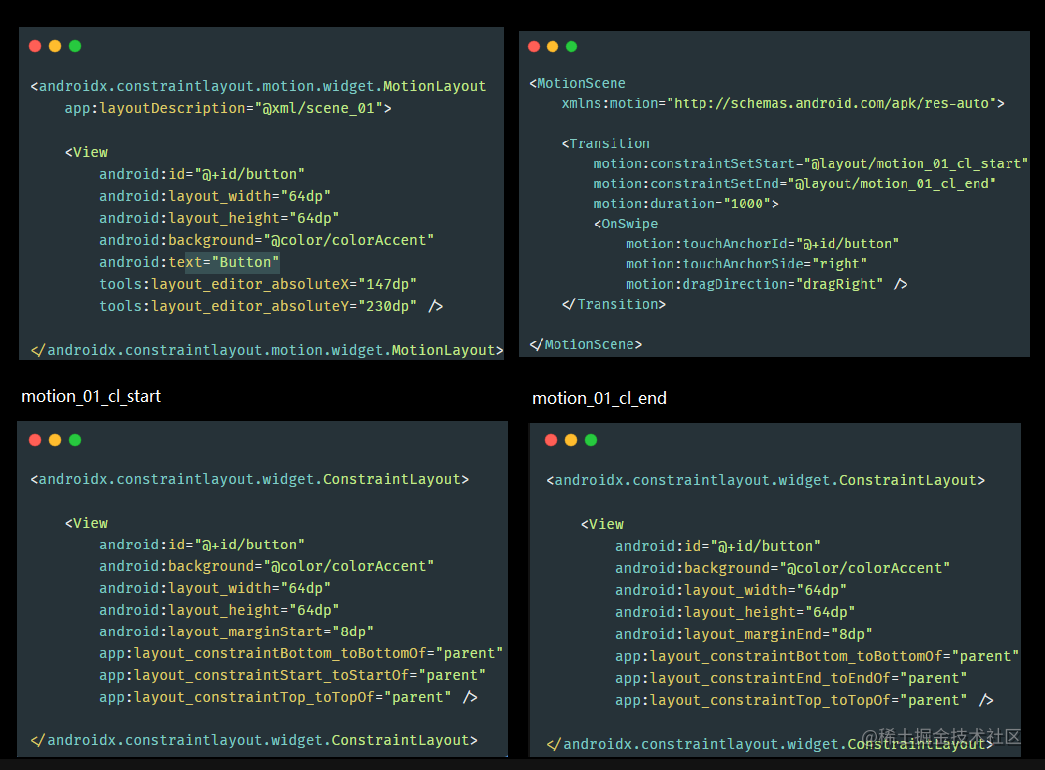 <androidx.constraintlayout.motion.widget.MotionLayout
app:layoutDescription="@xml/scene_01">
<View
android:id="@+id/button"
android:layout_width="64dp"
android:layout_height="64dp"
android:background="@color/colorAccent"
android:text="Button"
tools:layout_editor_absoluteX="147dp"
tools:layout_editor_absoluteY="230dp" />
</androidx.constraintlayout.motion.widget.MotionLayout>
<MotionScene
xmlns:motion="http://schemas.android.com/apk/res-auto">
<Transition
motion:constraintSetStart="@layout/motion_01_cl_start"
motion:constraintSetEnd="@layout/motion_01_cl_end"
motion:duration="1000">
<OnSwipe
motion:touchAnchorId="@+id/button"
motion:touchAnchorSide="right"
motion:dragDirection="dragRight" />
</Transition>
</MotionScene>
motion_01_cl_start
<androidx.constraintlayout.widget.ConstraintLayout>
<View
android:id="@+id/button"
android:background="@color/colorAccent"
android:layout_width="64dp"
android:layout_height="64dp"
android:layout_marginStart="8dp"
app:layout_constraintBottom_toBottomOf="parent"
app:layout_constraintStart_toStartOf="parent"
app:layout_constraintTop_toTopOf="parent" />
</androidx.constraintlayout.widget.ConstraintLayout>
motion_01_cl_end
<androidx.constraintlayout.widget.ConstraintLayout>
<View
android:id="@+id/button"
android:background="@color/colorAccent"
android:layout_width="64dp"
android:layout_height="64dp"
android:layout_marginEnd="8dp"
app:layout_constraintBottom_toBottomOf="parent"
app:layout_constraintEnd_toEndOf="parent"
app:layout_constraintTop_toTopOf="parent" />
</androidx.constraintlayout.widget.ConstraintLayout>
@稀土掘金技术社区